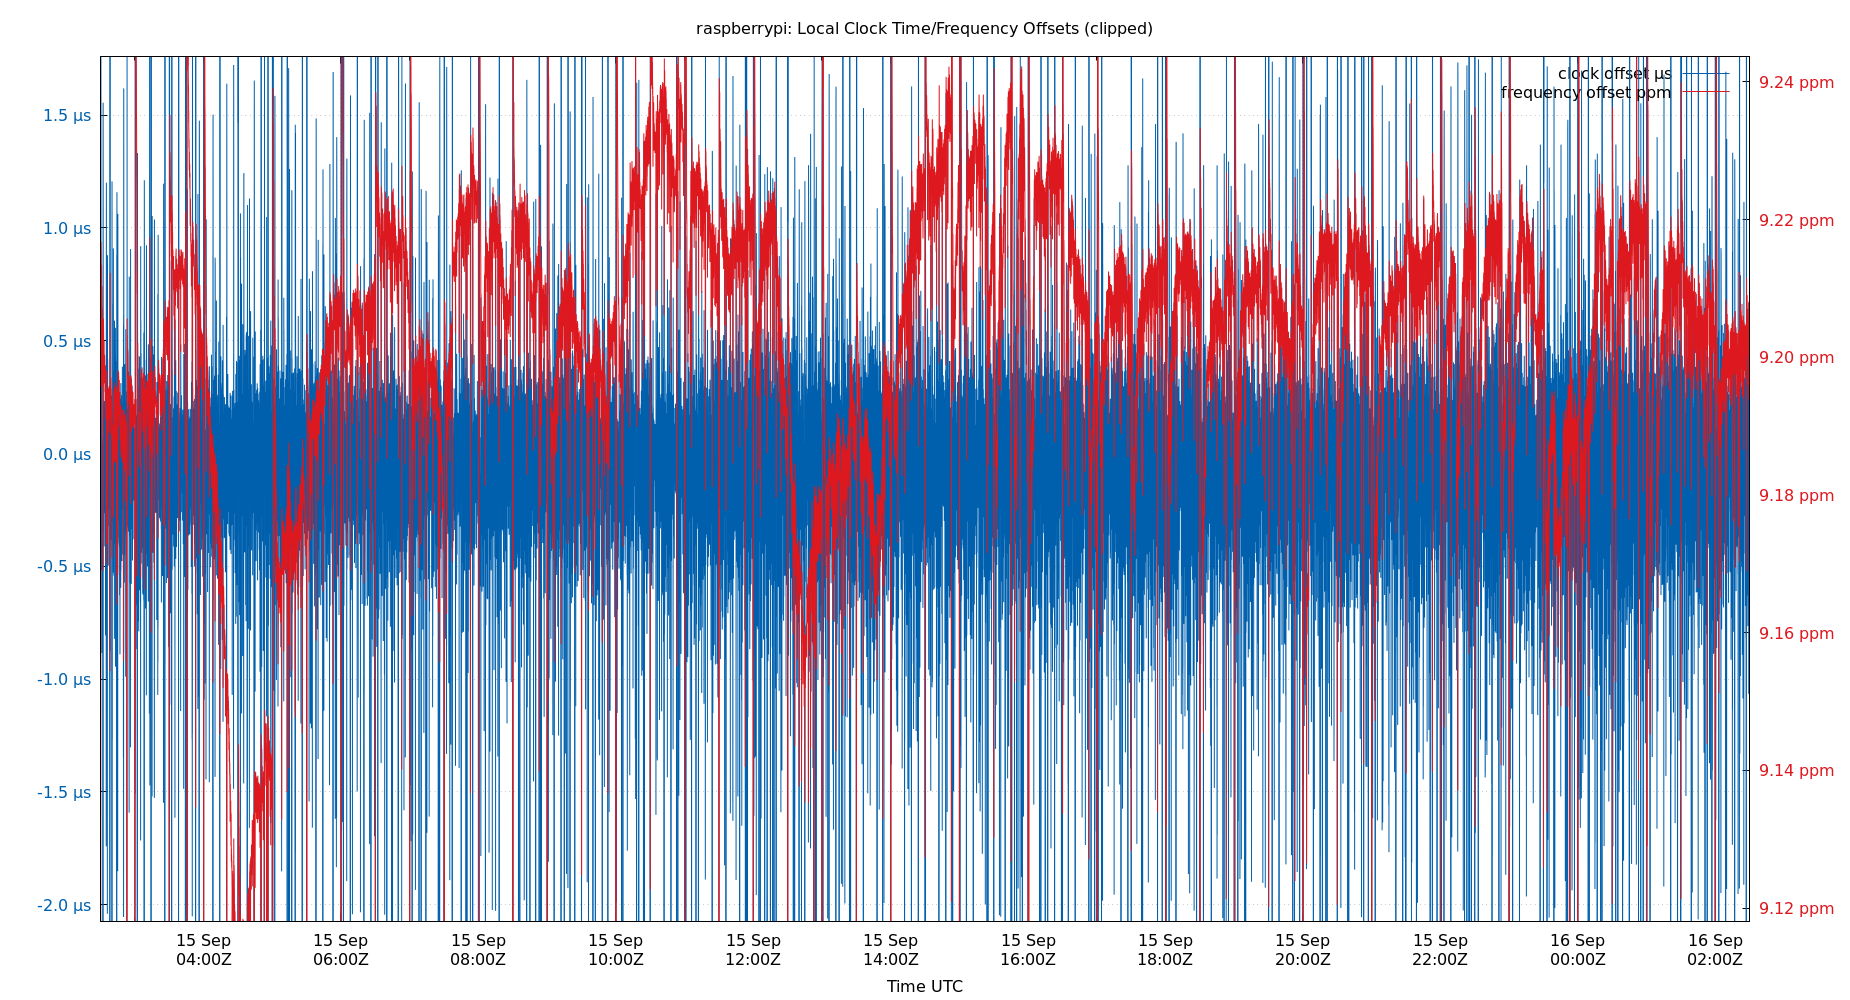 raspberrypi: Local Clock Time/Frequency Offsets (clipped)
clock offset µs
frequency offset ppm
1.5 µs
1.0 µs
0.5 µs
0.0 µs
-0.5 µs
-1.0 µs
-1.5 µs
-2.0 µs
9.24 ppm
9.22 ppm
9.20 ppm
9.18 ppm
9.16 ppm
9.14 ppm
9.12 ppm
15 Sep
04:00Z
15 Sep
06:00Z
15 Sep
08:00Z
15 Sep
10:00Z
15 Sep
12:00Z
15 Sep
14:00Z
15 Sep
16:00Z
15 Sep
18:00Z
15 Sep
20:00Z
15 Sep
22:00Z
16 Sep
00:00Z
16 Sep
02:00Z
Time UTC